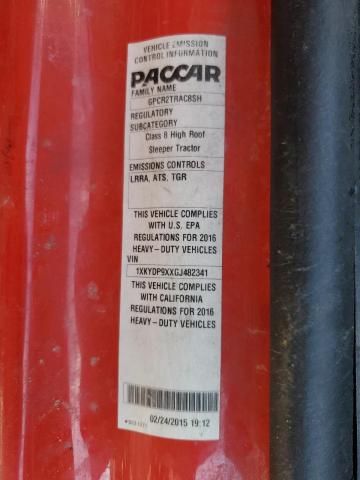 VEHICLE EMISSION
CONTROL INFORMATION
PACCAR
FAMILY NAME
GPCR2TRAC8SH
REGULATORY
SUBCATEGORY
Class 8 High Roof
Sleeper Tractor
EMISSIONS CONTROLS
LRRA, ATS, TGR
THIS VEHICLE COMPLIES
WITH U.S. EPA
REGULATIONS FOR 2016
HEAVY-DUTY VEHICLES
VIN
1XKYDP9XXGJ482341
THIS VEHICLE COMPLIES
WITH CALIFORNIA
REGULATIONS FOR 2016
HEAVY-DUTY VEHICLES
02/24/2015 19:12